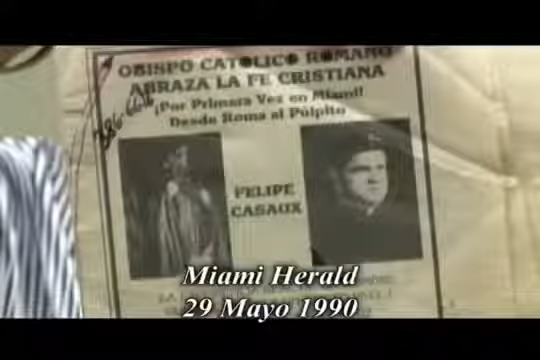 OBISPO CATOLICO ROMANO
ABRAZA LA FE CRISTIANA
¡Por Primera Vez en Miami!
Desde Roma al Púlpito
FELIPE
CASAUX
Miami Herald
29 Mayo 1990